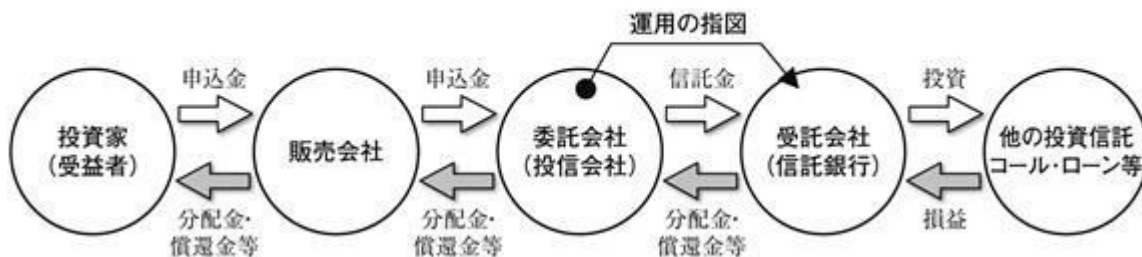 運用の指図
申込金
申込金
信託金
投資
投資家
(受益者)
販売会社
委託会社
(投信会社)
受託会社
(信託銀行)
他の投資信託
コール・ローン等
分配金・
償還金等
分配金・
償還金等
分配金・
償還金等
損益